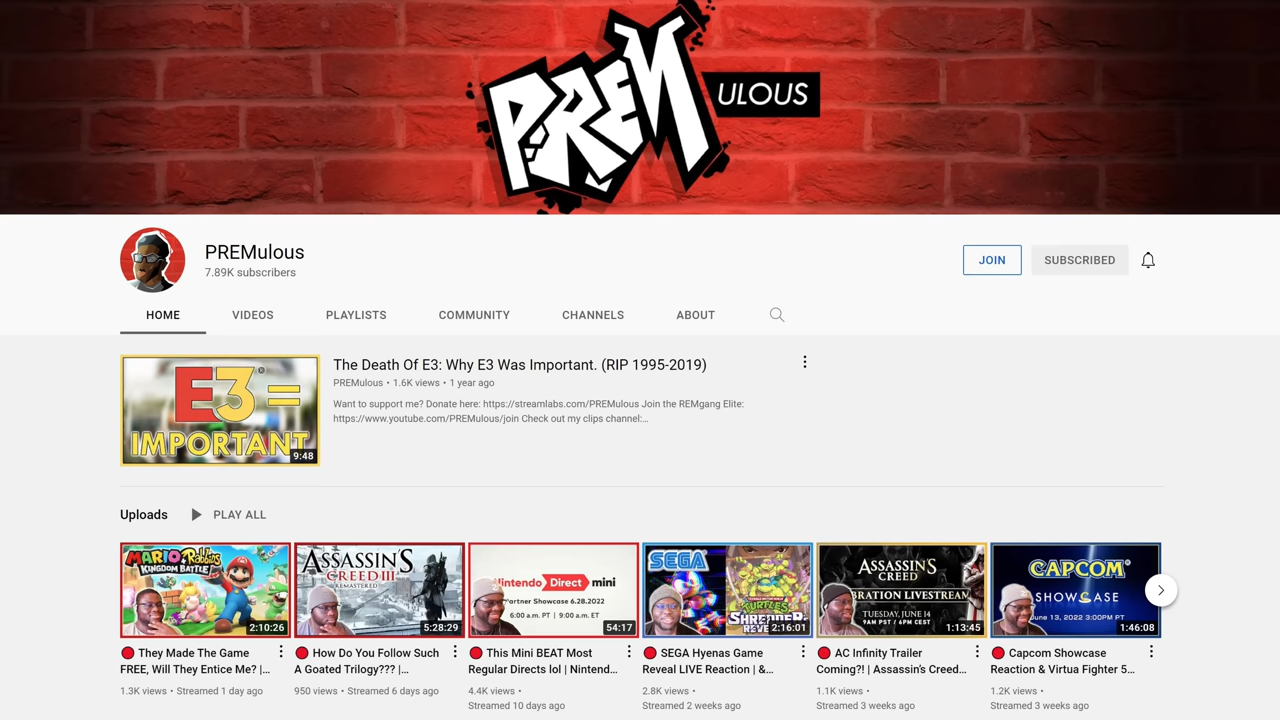 PREM
ULOUS
PREMulous
7.89K subscribers
JOIN
SUBSCRIBED
HOME
VIDEOS
PLAYLISTS
COMMUNITY
CHANNELS
ABOUT
E3 =
IMPORTANT
9:48
The Death Of E3: Why E3 Was Important. (RIP 1995-2019)
PREMulous • 1.6K views • 1 year ago
Want to support me? Donate here: https://streamlabs.com/PREMulous Join the REMgang Elite:
https://www.youtube.com/PREMulous/join Check out my clips channel:...
Uploads
PLAY ALL
MARIO + Rabbids
KINGDOM BATTLE
2:10:26
They Made The Game
FREE, Will They Entice Me? |...
1.3K views • Streamed 1 day ago
ASSASSIN'S
CREED III
REMASTERED
5:28:29
How Do You Follow Such
A Goated Trilogy??? |...
950 views • Streamed 6 days ago
Nintendo Direct mini
Partner Showcase 6.28.2022
6:00 a.m. PT | 9:00 a.m. ET
54:17
This Mini BEAT Most
Regular Directs lol | Nintend...
4.4K views •
Streamed 10 days ago
SEGA
TURTLES
SHREDDER'S
REVE
2:16:01
SEGA Hyenas Game
Reveal LIVE Reaction | &...
2.8K views •
Streamed 2 weeks ago
ASSASSIN'S
CREED
BRATION LIVESTREAM
TUESDAY, JUNE 14
9AM PST / 6PM CEST
1:13:45
AC Infinity Trailer
Coming?! | Assassin's Creed...
1.1K views •
Streamed 3 weeks ago
CAPCOM
SHOWCASE
June 13, 2022 3:00PM PT
1:46:08
Capcom Showcase
Reaction & Virtua Fighter 5...
1.2K views •
Streamed 3 weeks ago